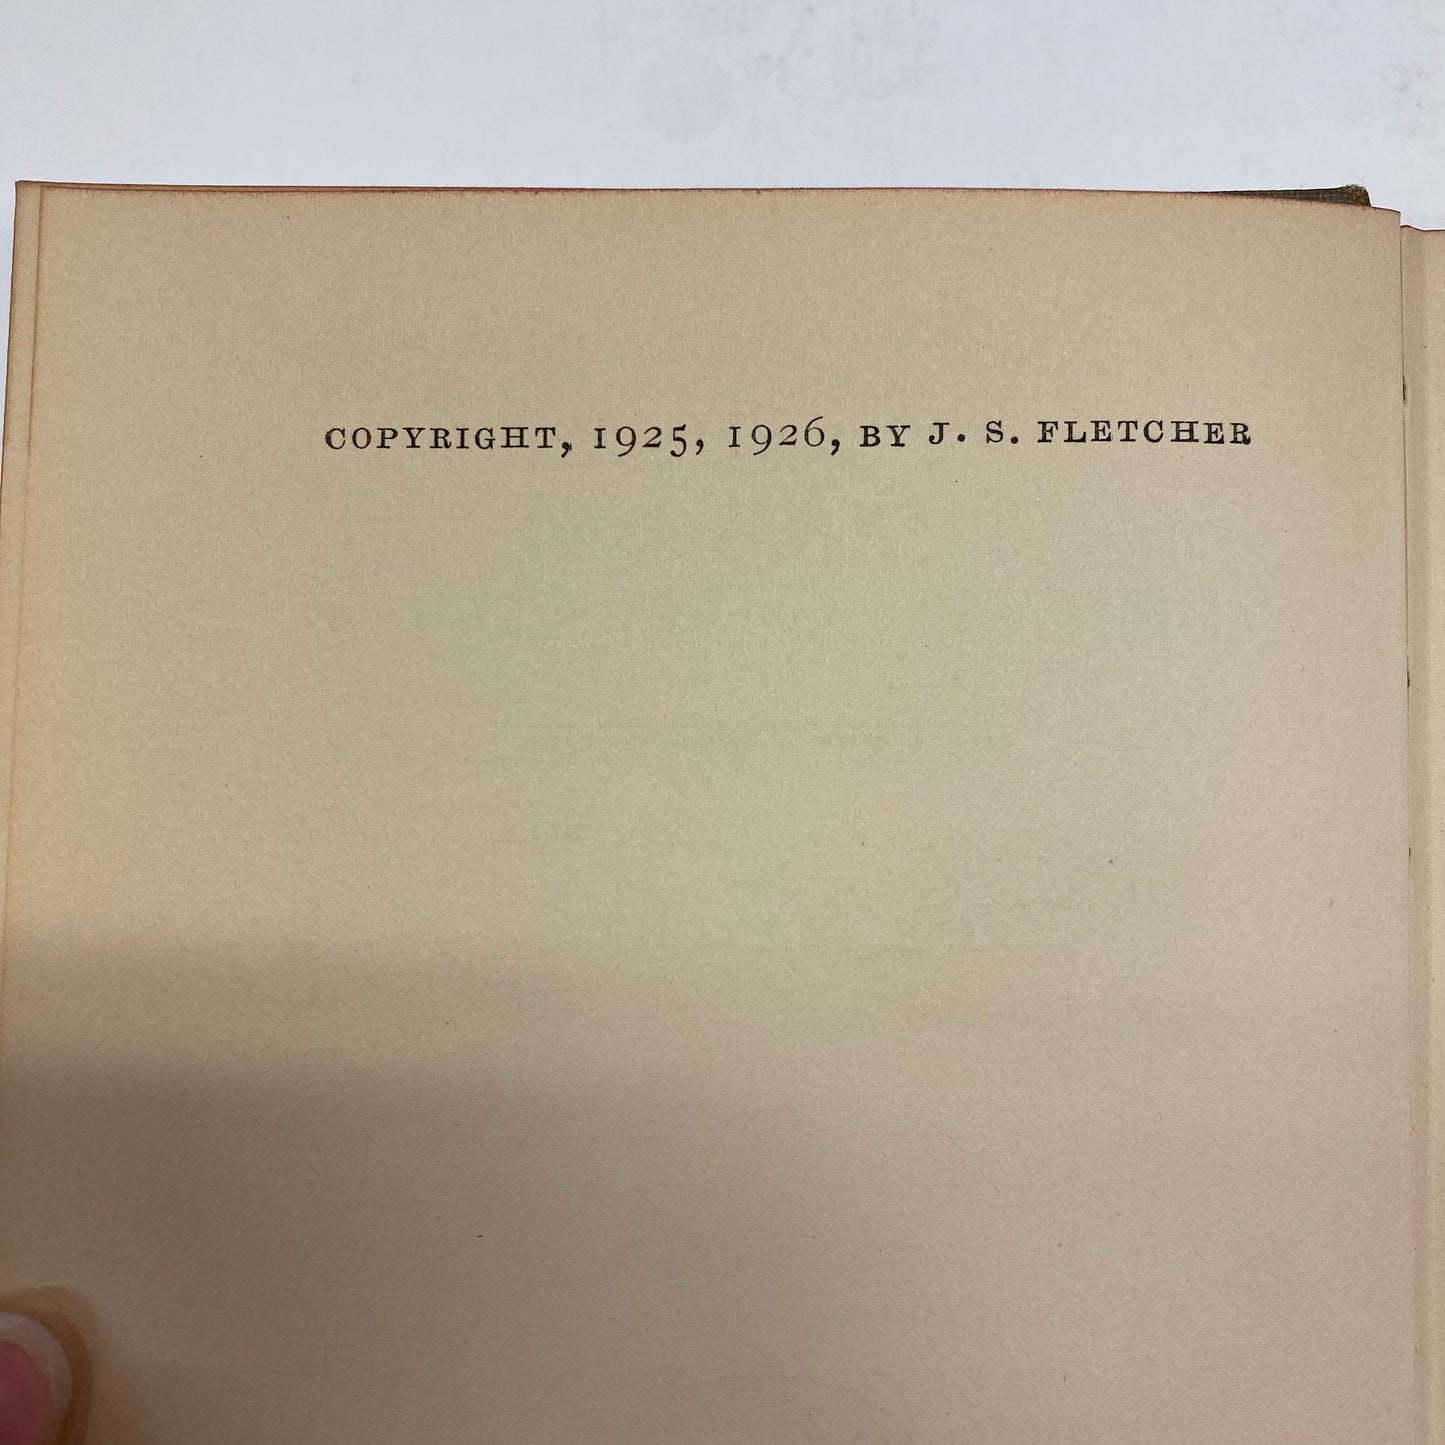 COPYRIGHT, 1925, 1926, BY J. S. FLETCHER